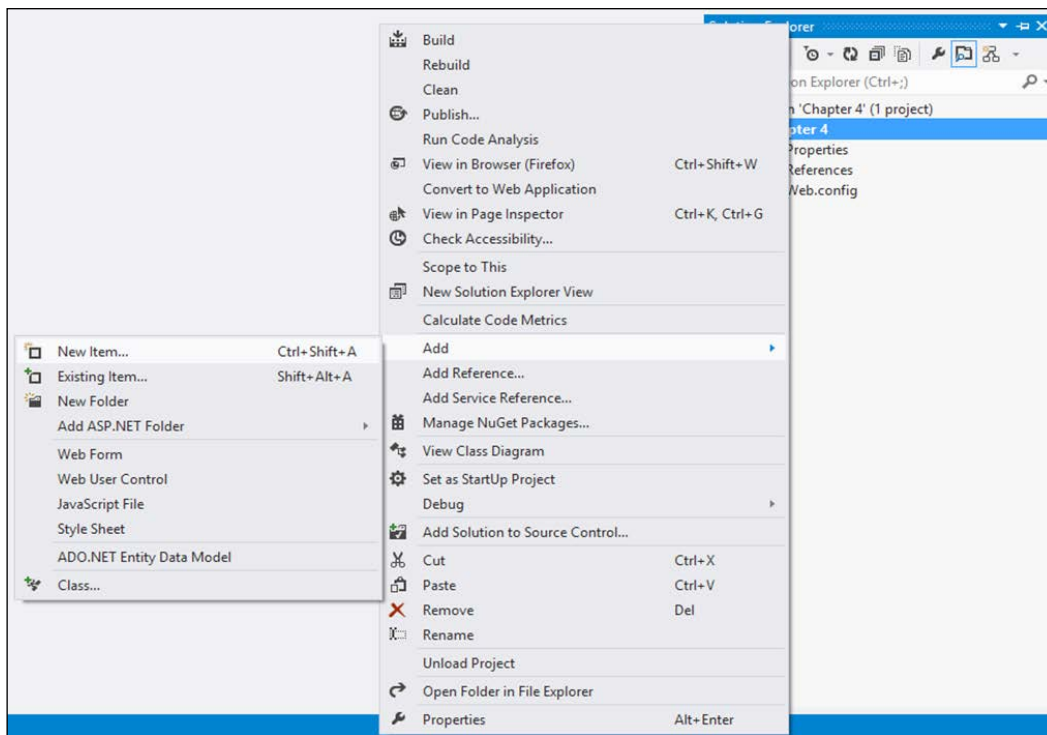 Build
Rebuild
Clean
Publish...
Run Code Analysis
View in Browser (Firefox) Ctrl+Shift+W
Convert to Web Application
View in Page Inspector Ctrl+K, Ctrl+G
Check Accessibility...
Scope to This
New Solution Explorer View
Calculate Code Metrics
Add
Add Reference...
Add Service Reference...
Manage NuGet Packages...
View Class Diagram
Set as StartUp Project
Debug
Add Solution to Source Control...
Cut Ctrl+X
Paste Ctrl+V
Remove Del
Rename
Unload Project
Open Folder in File Explorer
Properties Alt+Enter
New Item... Ctrl+Shift+A
Existing Item... Shift+Alt+A
New Folder
Add ASP.NET Folder
Web Form
Web User Control
JavaScript File
Style Sheet
ADO.NET Entity Data Model
Class...
orer
on Explorer (Ctrl+;)
n 'Chapter 4' (1 project)
pter 4
Properties
References
Web.config